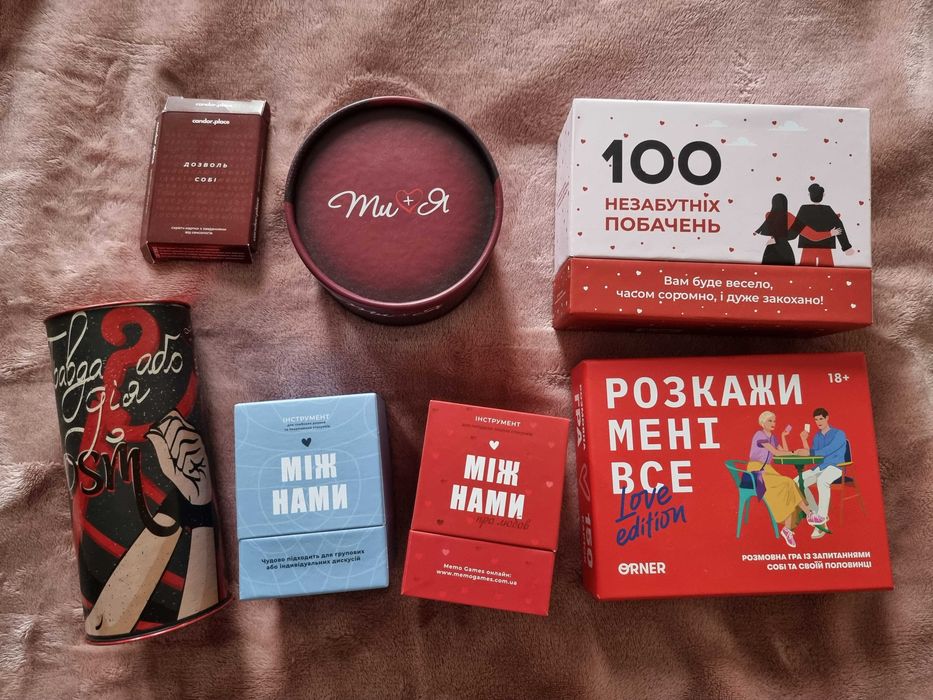 candor.place
candor.place
ДОЗВОЛЬ
СОБІ
Ти + Я
100
НЕЗАБУТНІХ
ПОБАЧЕНЬ
Вам буде весело,
часом соромно, і дуже закохано!
або
дія
ІНСТРУМЕНТ
МІЖ
НАМИ
Чудово підходить для групових
або індивідуальних дискусій
ІНСТРУМЕНТ
МІЖ
НАМИ
про любов
Memo Games онлайн:
www.memogames.com.ua
РОЗКАЖИ
МЕНІ
ВСЕ
Love
edition
18+
ORNER
РОЗМОВНА ГРА ІЗ ЗАПИТАННЯМИ
СОБІ ТА СВОЇЙ ПОЛОВИНЦІ